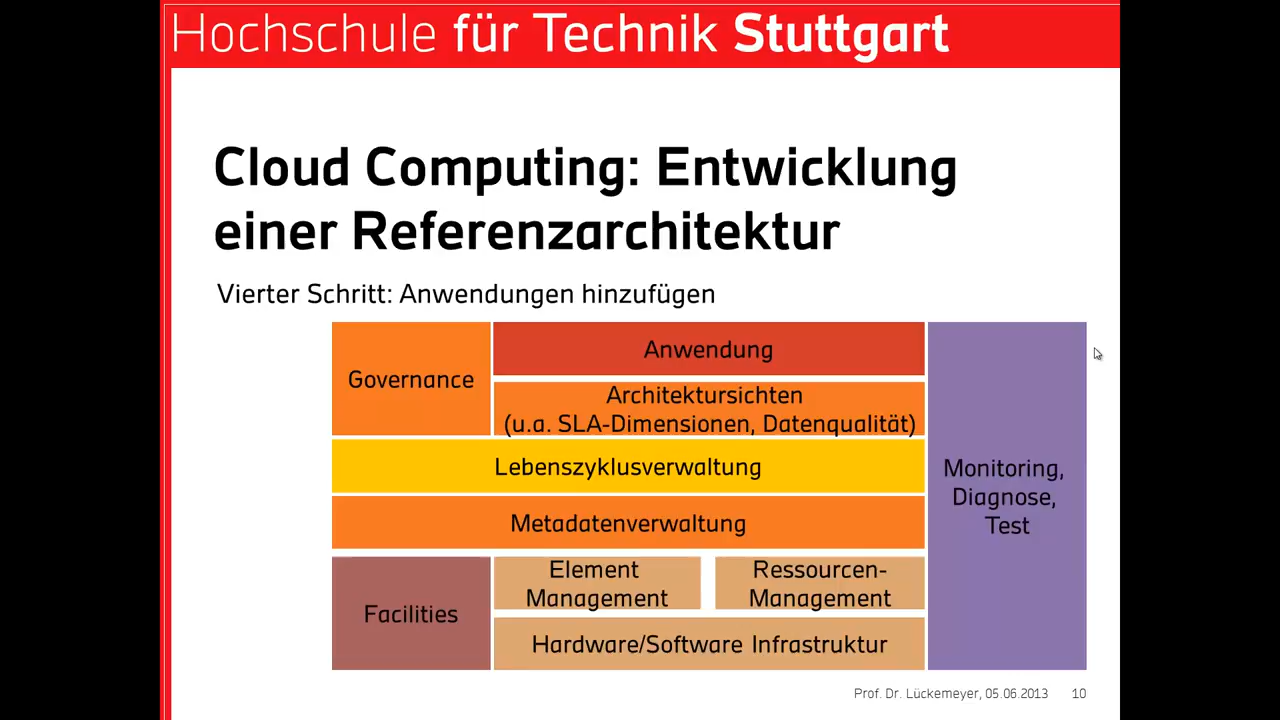 Hochschule für Technik Stuttgart
Cloud Computing: Entwicklung
einer Referenzarchitektur
Vierter Schritt: Anwendungen hinzufügen
Governance
Anwendung
Architektursichten
(u.a. SLA-Dimensionen, Datenqualität)
Lebenszyklusverwaltung
Metadatenverwaltung
Monitoring,
Diagnose,
Test
Facilities
Element
Management
Ressourcen-
Management
Hardware/Software Infrastruktur
Prof. Dr. Lückemeyer, 05.06.2013 10